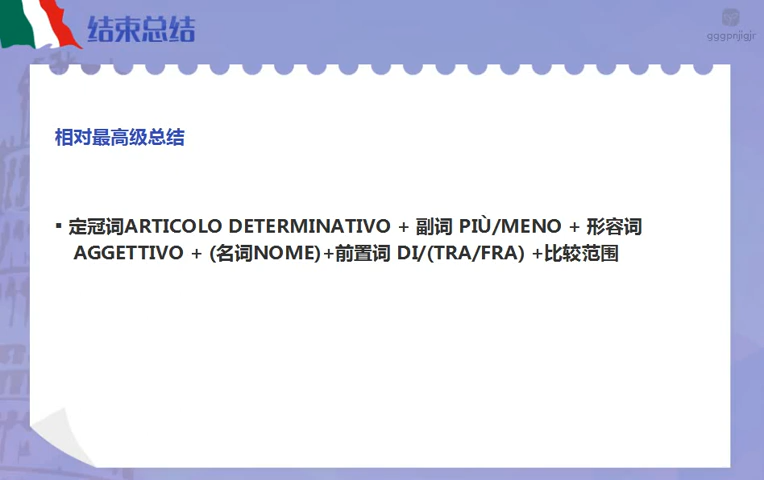 结束总结
gggpnjigjr
相对最高级总结
▪ 定冠词ARTICOLO DETERMINATIVO + 副词 PIÙ/MENO + 形容词
AGGETTIVO + (名词NOME)+前置词 DI/(TRA/FRA) +比较范围